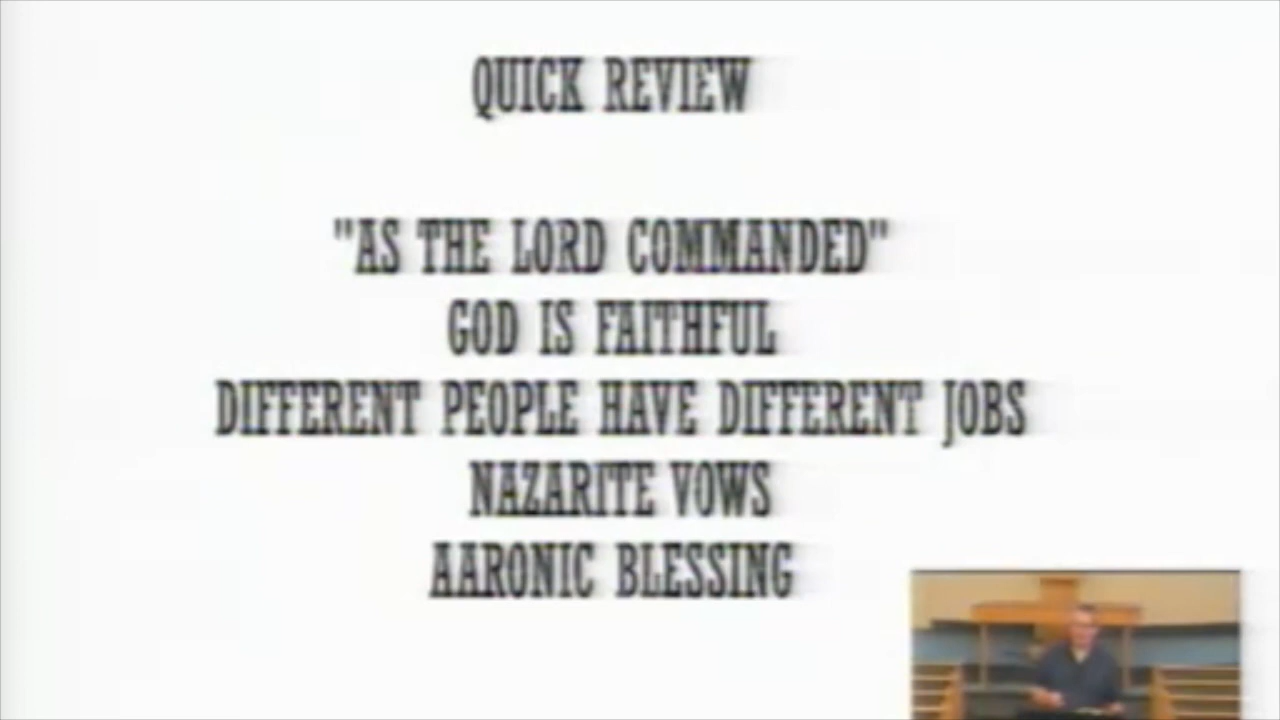 QUICK REVIEW
"AS THE LORD COMMANDED"
GOD IS FAITHFUL
DIFFERENT PEOPLE HAVE DIFFERENT JOBS
NAZARITE VOWS
AARONIC BLESSING